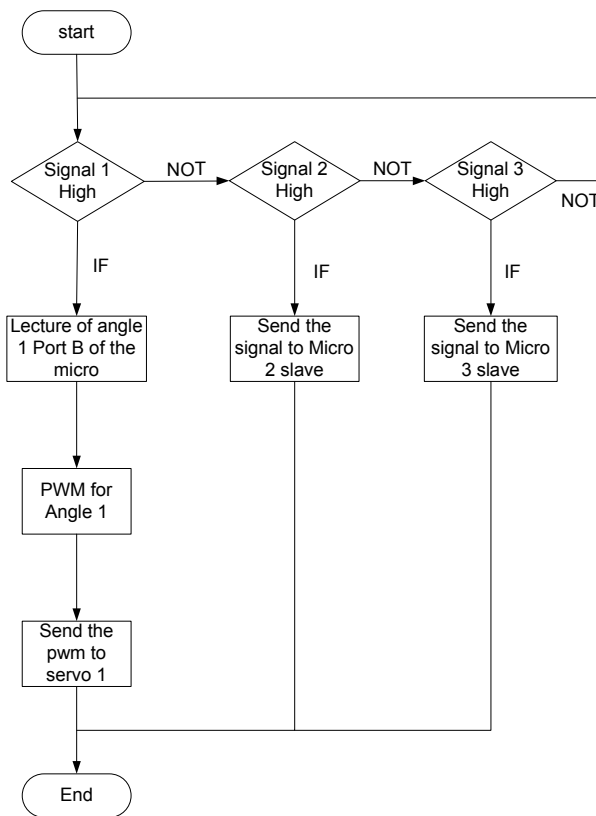 start
Signal 1
High
NOT
Signal 2
High
NOT
Signal 3
High
NOT
IF
IF
IF
Lecture of angle
1 Port B of the
micro
Send the
signal to Micro
2 slave
Send the
signal to Micro
3 slave
PWM for
Angle 1
Send the
pwm to
servo 1
End